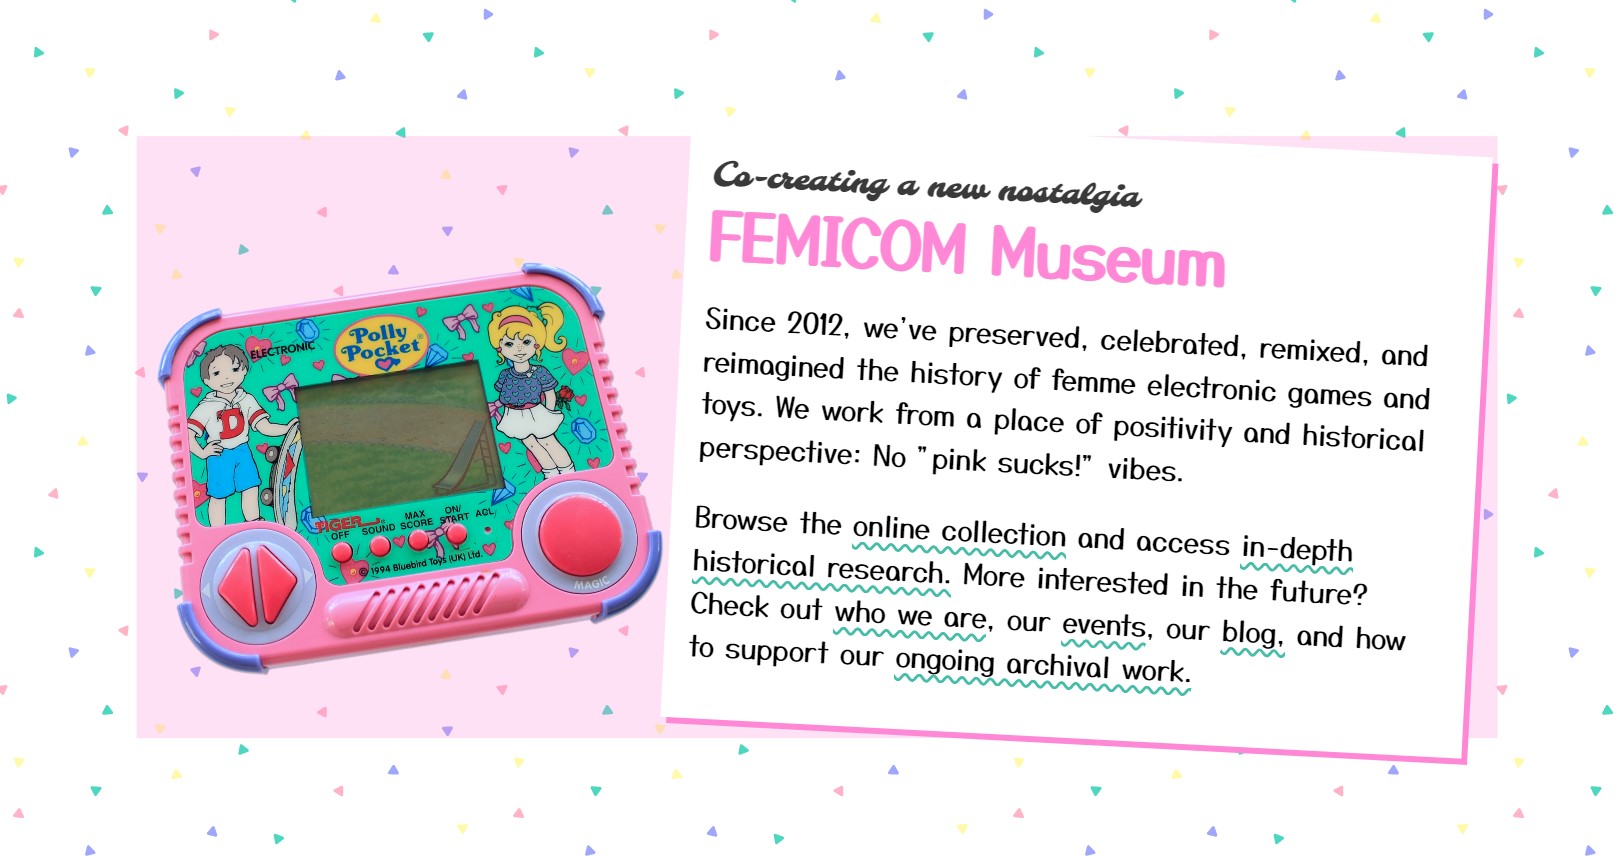 Co-creating a new nostalgia
FEMICOM Museum
Since 2012, we've preserved, celebrated, remixed, and
reimagined the history of femme electronic games and
toys. We work from a place of positivity and historical
perspective: No "pink sucks!" vibes.
Browse the online collection and access in-depth
historical research. More interested in the future?
Check out who we are, our events, our blog, and how
to support our ongoing archival work.
ELECTRONIC
Polly
Pocket
D
TIGER
OFF SOUND MAX SCORE ON/START ACL
© 1994 Bluebird Toys (UK) Ltd.
MAGIC